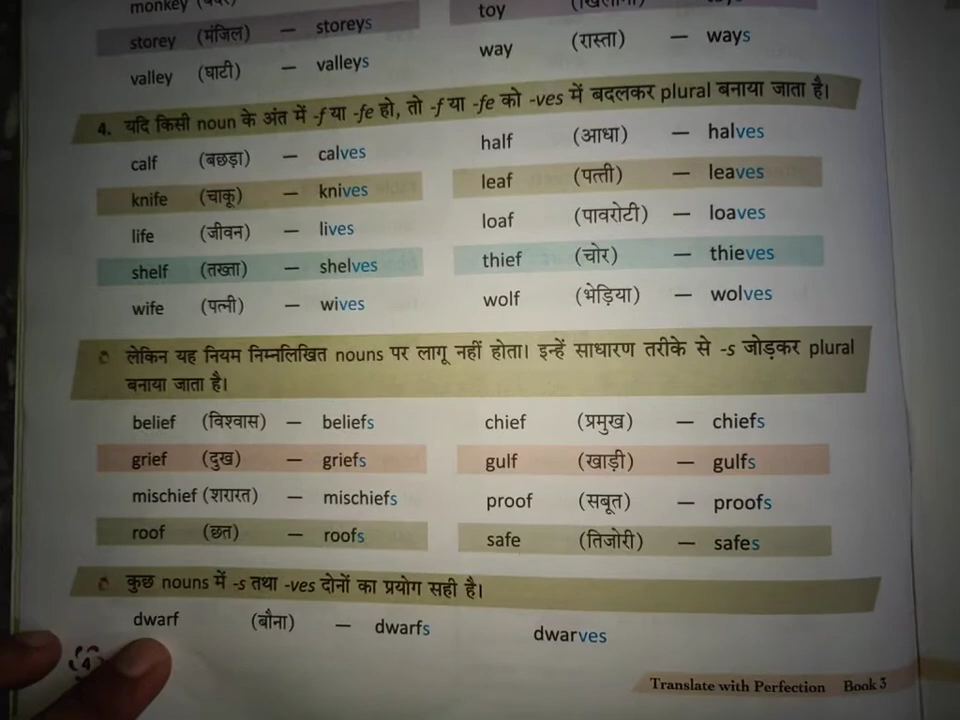 monkey
storey (मंजिल) — storeys toy
valley (घाटी) — valleys way (रास्ता) — ways
4. यदि किसी noun के अंत में -f या -fe हो, तो -f या -fe को -ves में बदलकर plural बनाया जाता है।
calf (बछड़ा) — calves half (आधा) — halves
knife (चाकू) — knives leaf (पत्ती) — leaves
life (जीवन) — lives loaf (पावरोटी) — loaves
shelf (तख्ता) — shelves thief (चोर) — thieves
wife (पत्नी) — wives wolf (भेड़िया) — wolves
लेकिन यह नियम निम्नलिखित nouns पर लागू नहीं होता। इन्हें साधारण तरीके से -s जोड़कर plural
बनाया जाता है।
belief (विश्वास) — beliefs chief (प्रमुख) — chiefs
grief (दुख) — griefs gulf (खाड़ी) — gulfs
mischief (शरारत) — mischiefs proof (सबूत) — proofs
roof (छत) — roofs safe (तिजोरी) — safes
कुछ nouns में -s तथा -ves दोनों का प्रयोग सही है।
dwarf (बौना) — dwarfs dwarves
4
Translate with Perfection Book 3